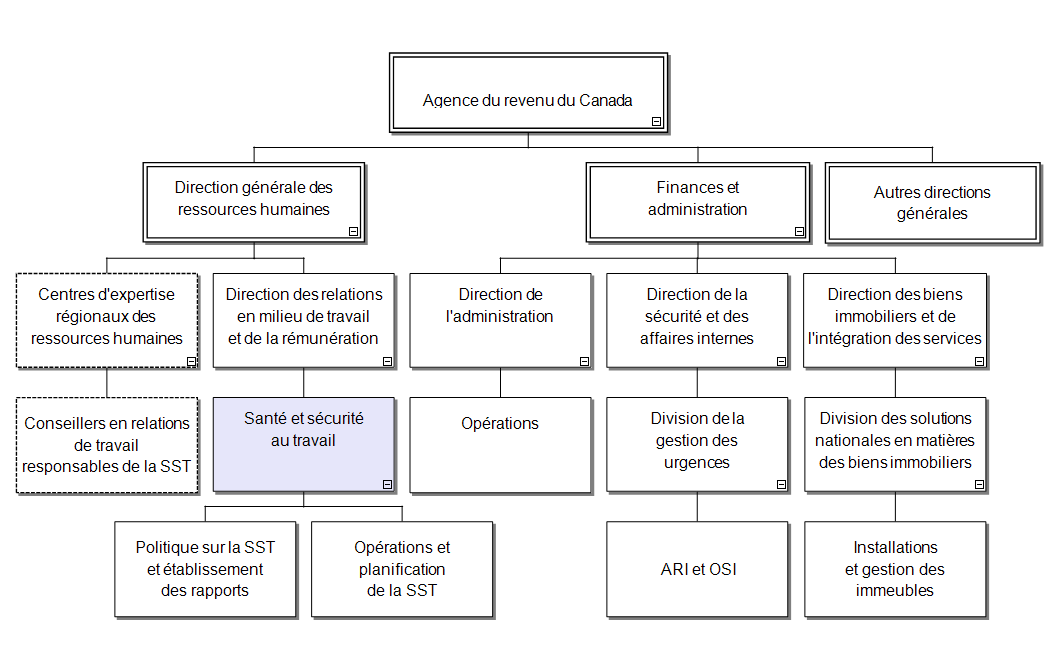 Agence du revenu du Canada
Direction générale des
ressources humaines
Finances et
administration
Autres directions
générales
Centres d'expertise
régionaux des
ressources humaines
Direction des relations
en milieu de travail
et de la rémunération
Direction de
l'administration
Direction de la
sécurité et des
affaires internes
Direction des biens
immobiliers et de
l'intégration des services
Conseillers en relations
de travail
responsables de la SST
Santé et sécurité
au travail
Opérations
Division de la
gestion des
urgences
Division des solutions
nationales en matières
des biens immobiliers
Politique sur la SST
et établissement
des rapports
Opérations et
planification
de la SST
ARI et OSI
Installations
et gestion des
immeubles